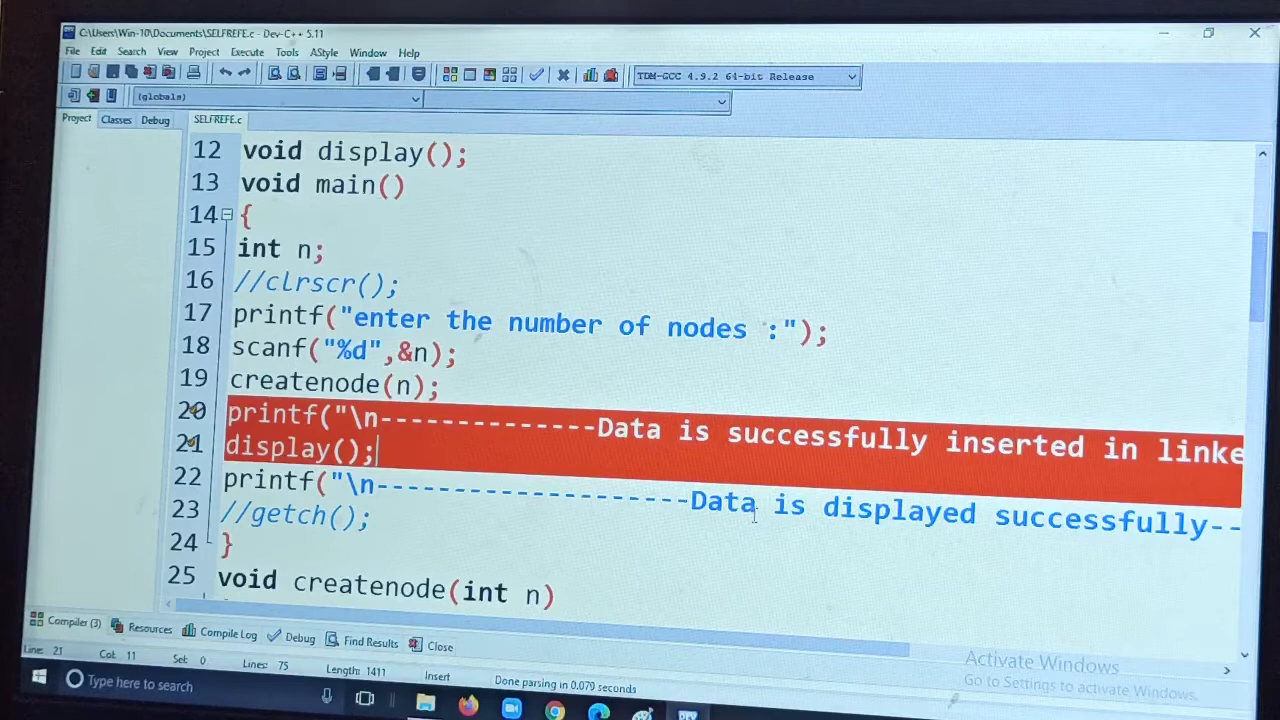 C:\Users\Win-10\Documents\SELFREFE.c - Dev-C++ 5.11
File Edit Search View Project Execute Tools AStyle Window Help
TDM-GCC 4.9.2 64-bit Release
(globals)
Project Classes Debug SELFREFE.c
12 void display();
13 void main()
14 {
15 int n;
16 //clrscr();
17 printf("enter the number of nodes :");
18 scanf("%d",&n);
19 createnode(n);
20 printf("\n--------------Data is successfully inserted in linke
21 display();
22 printf("\n--------------------Data is displayed successfully--
23 //getch();
24 }
25 void createnode(int n)
Compiler (3) Resources Compile Log Debug Find Results Close
Line: 21 Col: 11 Sel: 0 Lines: 75 Length: 1411 Insert Done parsing in 0.079 seconds
Activate Windows
Go to Settings to activate Windows.
Type here to search
DEV